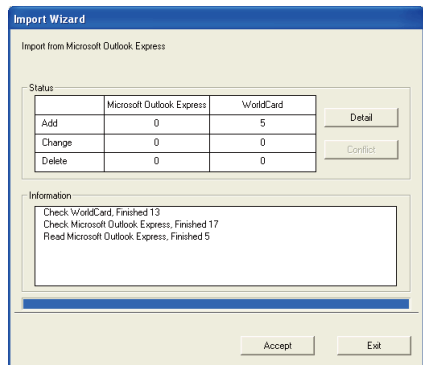 Import Wizard
Import from Microsoft Outlook Express
Status
Microsoft Outlook Express WorldCard
Add 0 5
Change 0 0
Delete 0 0
Detail
Conflict
Information
Check WorldCard, Finished 13
Check Microsoft Outlook Express, Finished 17
Read Microsoft Outlook Express, Finished 5
Accept Exit